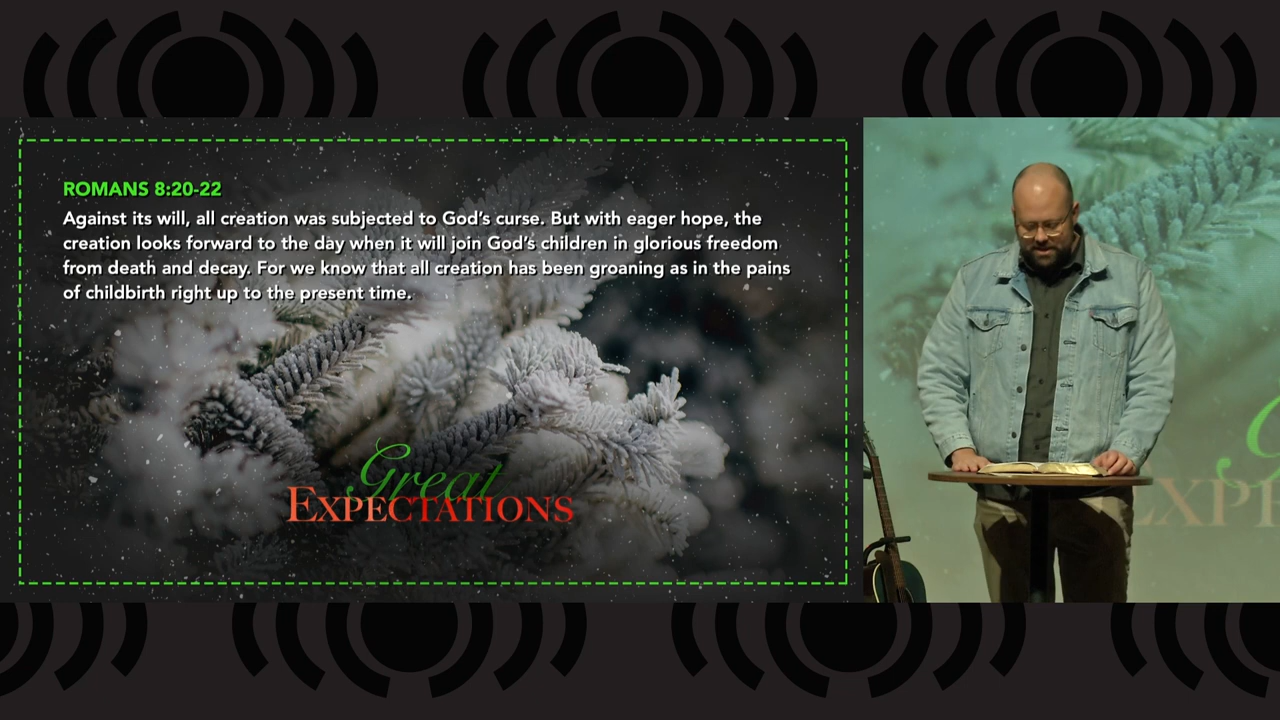 ROMANS 8:20-22
Against its will, all creation was subjected to God's curse. But with eager hope, the
creation looks forward to the day when it will join God's children in glorious freedom
from death and decay. For we know that all creation has been groaning as in the pains
of childbirth right up to the present time.
Great
EXPECTATIONS
G
EXPE